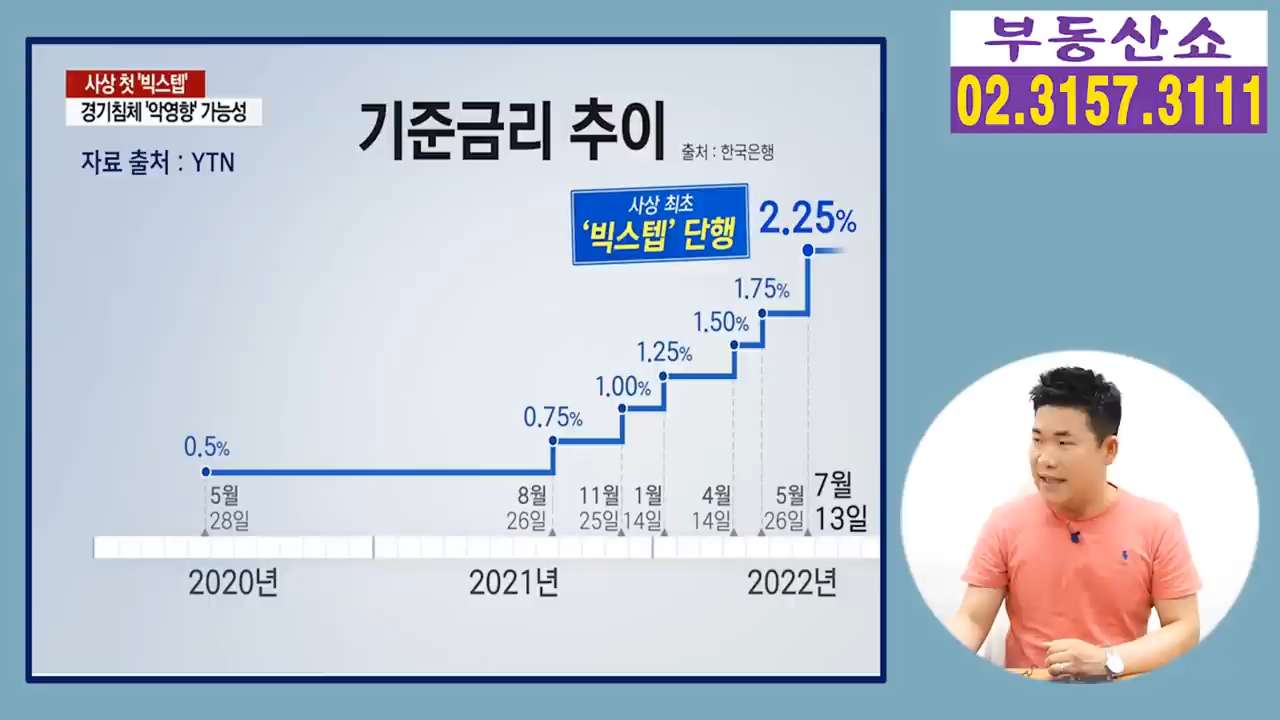 부동산쇼
02.3157.3111
사상 첫 '빅스텝'
경기침체 '악영향' 가능성
자료 출처 : YTN
기준금리 추이
출처 : 한국은행
사상 최초
'빅스텝' 단행
2.25%
1.75%
1.50%
1.25%
1.00%
0.75%
0.5%
5월 8월 11월 1월 4월 5월 7월
28일 26일 25일 14일 14일 26일 13일
2020년 2021년 2022년